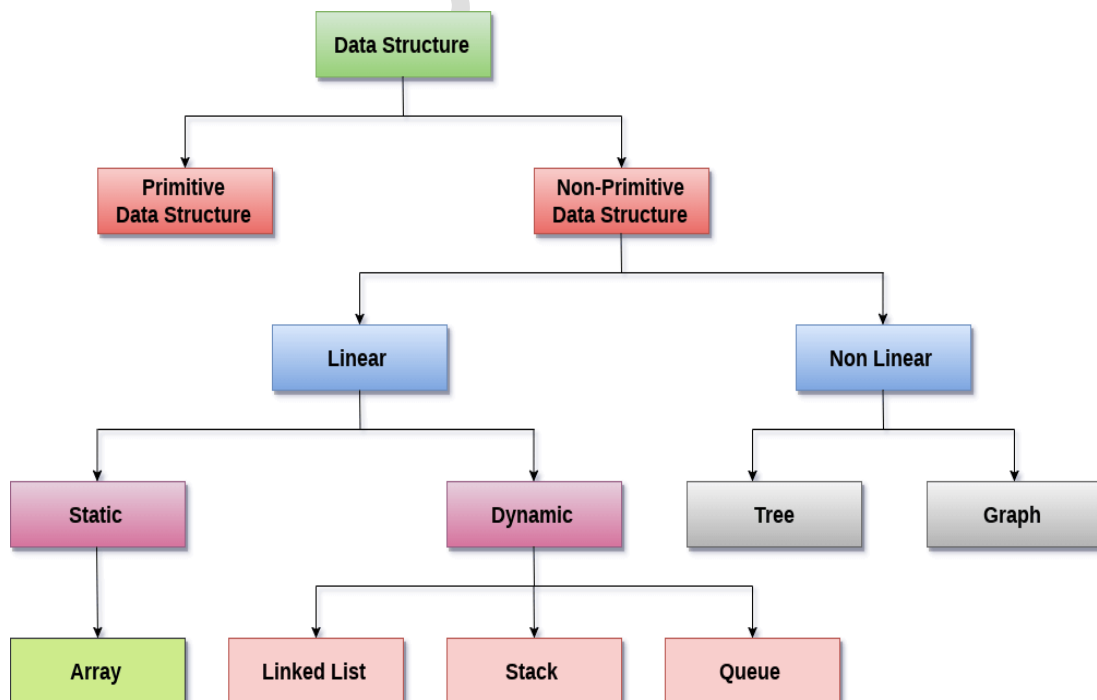 Data Structure
Primitive
Data Structure
Non-Primitive
Data Structure
Linear
Non Linear
Static
Dynamic
Tree
Graph
Array
Linked List
Stack
Queue